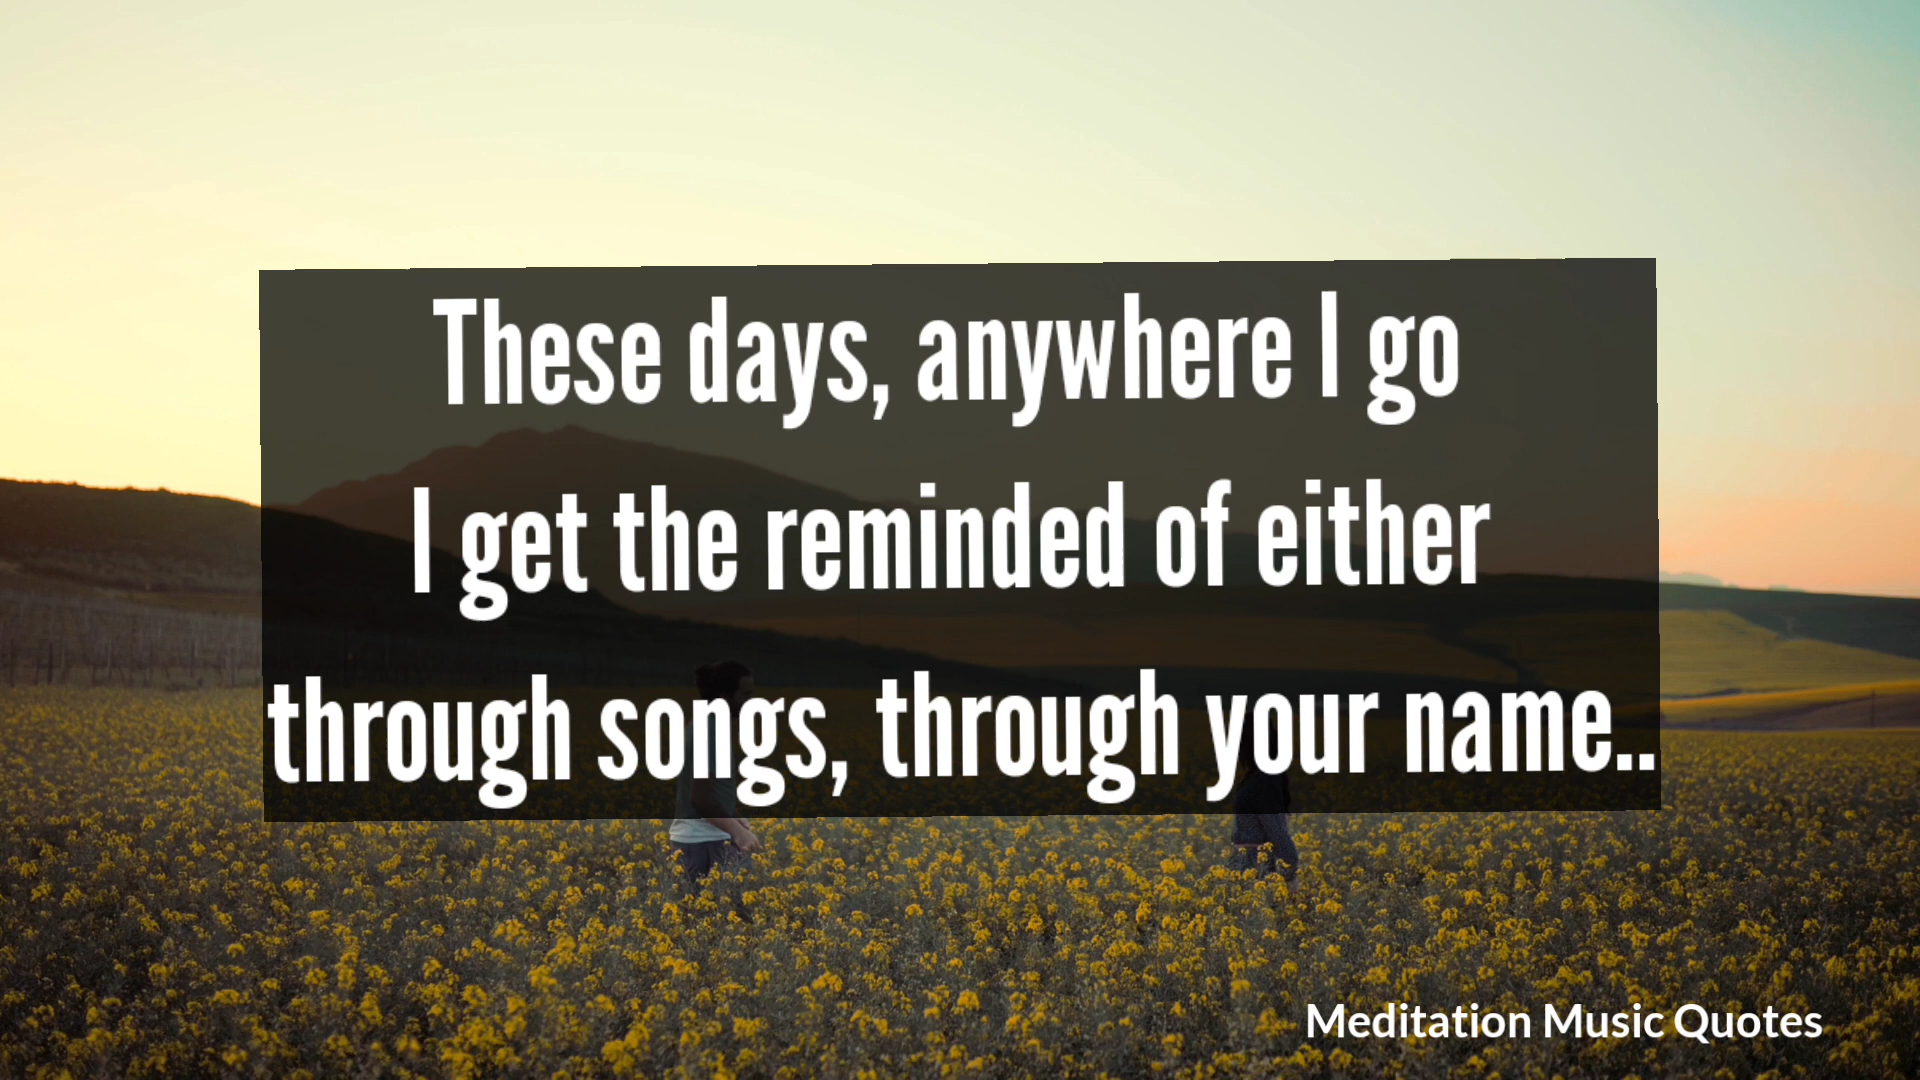 These days, anywhere I go
I get the reminded of either
through songs, through your name..
Meditation Music Quotes